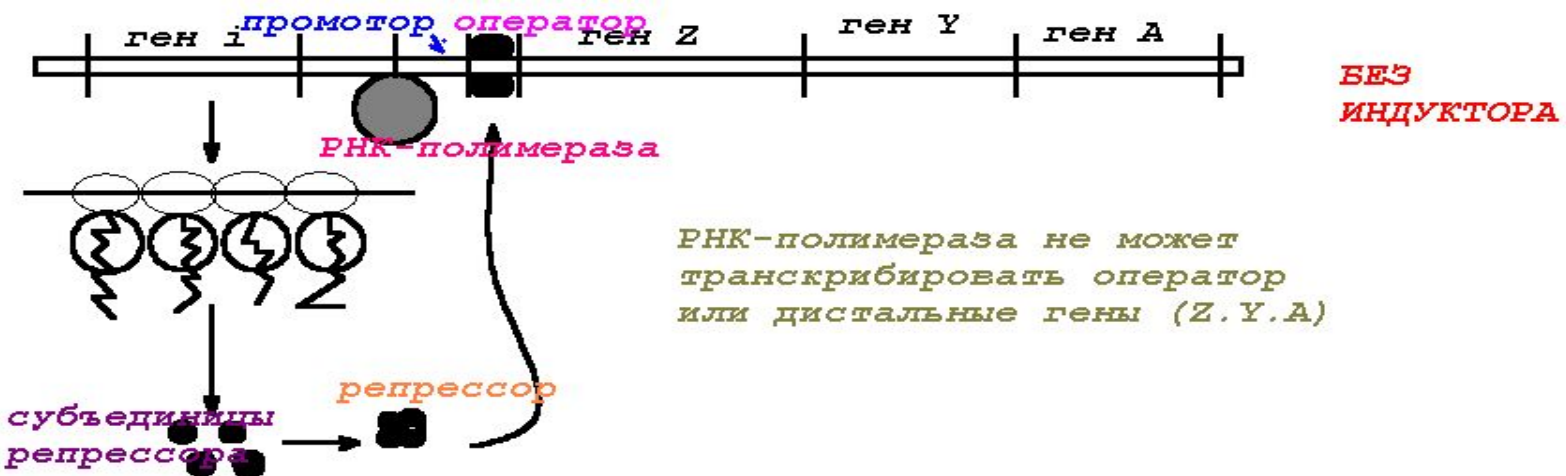 ген i
промотор
оператор
ген Z
ген Y
ген A
БЕЗ
ИНДУКТОРА
РНК-полимераза
РНК-полимераза не может
транскрибировать оператор
или дистальные гены (Z.Y.A)
репрессор
субъединицы
репрессора